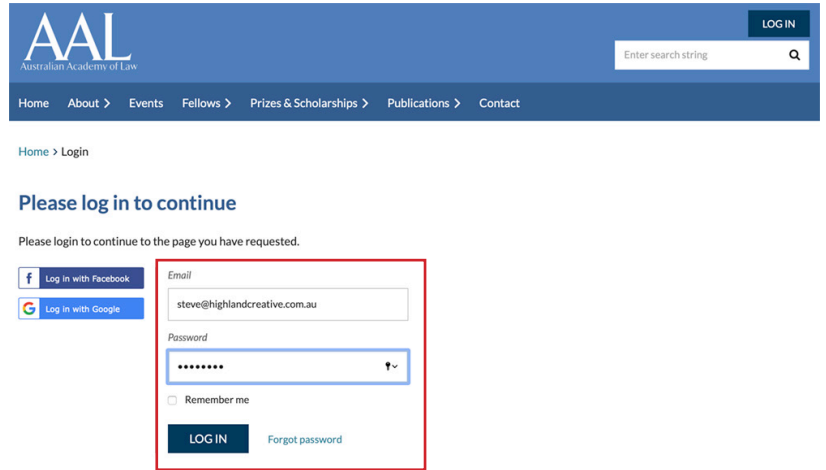 LOG IN
AAL
Australian Academy of Law
Enter search string
Home About Events Fellows Prizes & Scholarships Publications Contact
Home > Login
Please log in to continue
Please login to continue to the page you have requested.
f Log in with Facebook
G Log in with Google
Email
steve@highlandcreative.com.au
Password
••••••••
Remember me
LOG IN Forgot password